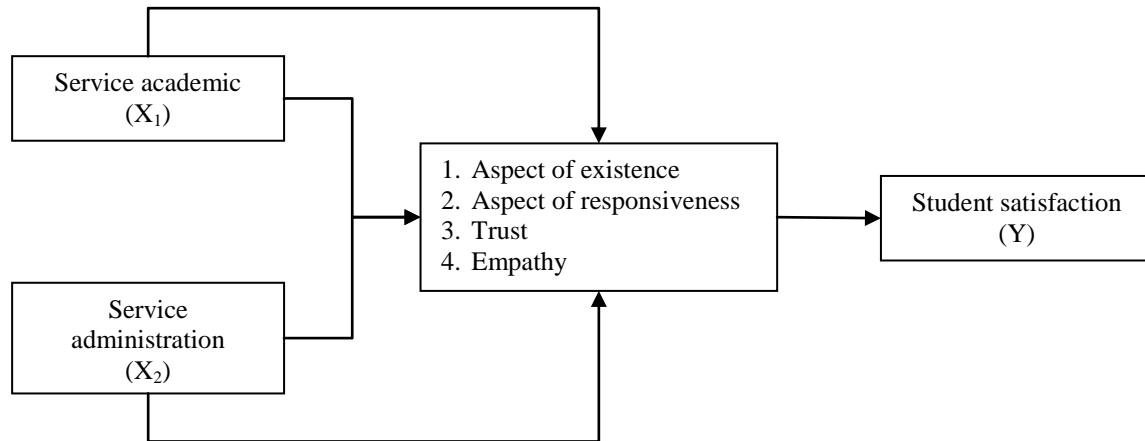 Service academic
(X₁)
1. Aspect of existence
2. Aspect of responsiveness
3. Trust
4. Empathy
Student satisfaction
(Y)
Service
administration
(X₂)